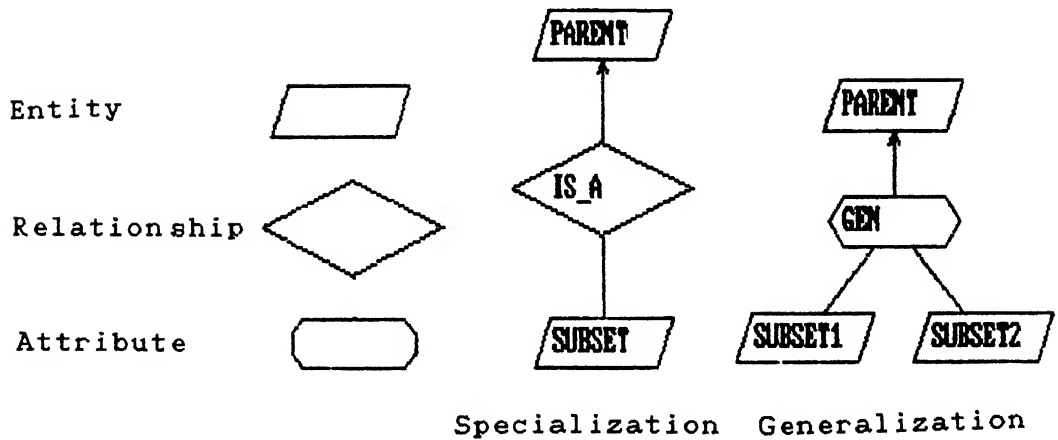 Entity
Relationship
Attribute
PARENT
IS_A
SUBSET
PARENT
GEN
SUBSET1
SUBSET2
Specialization
Generalization